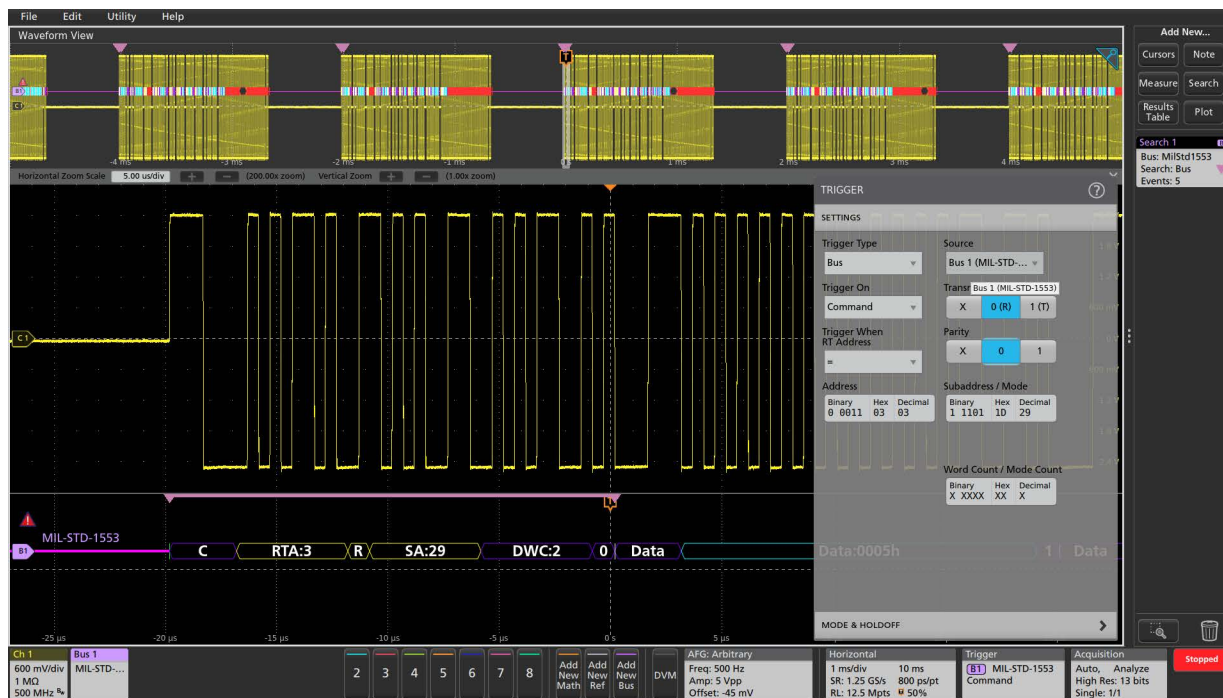 File Edit Utility Help
Waveform View
Add New...
Cursors Note
Measure Search
Results Table Plot
Search 1
Bus: MilStd1553
Search: Bus
Events: 5
T
B1
C1
-4 ms -3 ms -2 ms -1 ms 1 ms 2 ms 3 ms 4 ms
Horizontal Zoom Scale 5.00 us/div + − (200.00x zoom) Vertical Zoom + − (1.00x zoom)
TRIGGER ?
SETTINGS
Trigger Type Source
Bus Bus 1 (MIL-STD-...
Trigger On Bus 1 (MIL-STD-1553)
Command X 0 (R) 1 (T)
Trigger When
RT Address Parity
= X 0 1
Address Subaddress / Mode
Binary Hex Decimal Binary Hex Decimal
0 0011 03 03 1 1101 1D 29
Word Count / Mode Count
Binary Hex Decimal
X XXXX XX X
C1
T
MIL-STD-1553
B1 C RTA:3 R SA:29 DWC:2 0 Data Data:0005h 1 Data
MODE & HOLDOFF
-25 µs -20 µs -15 µs -10 µs -5 µs 0 s 5 µs
Ch 1
600 mV/div
1 MΩ
500 MHz Bw
Bus 1
MIL-STD-...
2 3 4 5 6 7 8
Add New Math
Add New Ref
Add New Bus
DVM
AFG: Arbitrary
Freq: 500 Hz
Amp: 5 Vpp
Offset: -45 mV
Horizontal
1 ms/div 10 ms
SR: 1.25 GS/s 800 ps/pt
RL: 12.5 Mpts 50%
Trigger
B1 MIL-STD-1553
Command
Acquisition
Auto, Analyze
High Res: 13 bits
Single: 1/1
Stopped